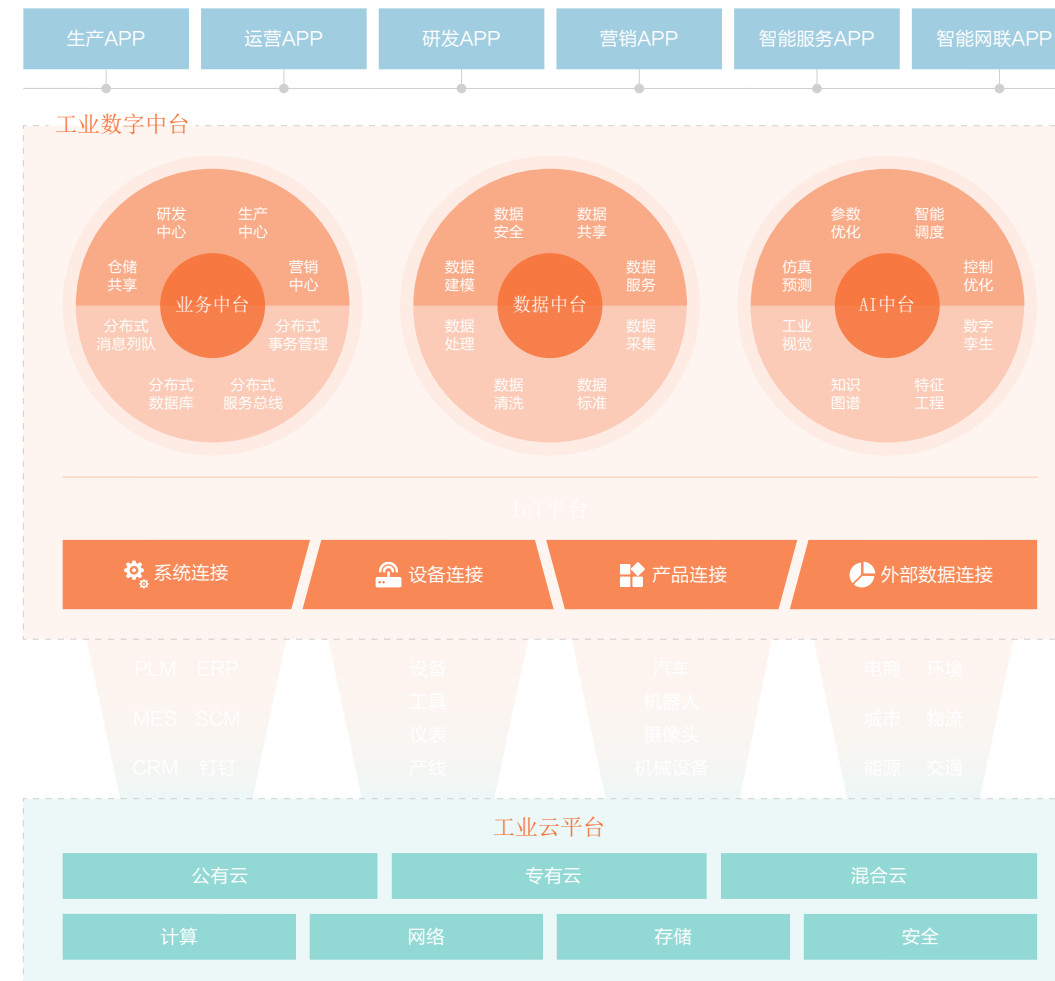 生产APP
运营APP
研发APP
营销APP
智能服务APP
智能网联APP
工业数字中台
研发
中心
生产
中心
仓储
共享
营销
中心
业务中台
分布式
消息列队
分布式
事务管理
分布式
数据库
分布式
服务总线
数据
安全
数据
共享
数据
建模
数据
服务
数据中台
数据
处理
数据
采集
数据
清洗
数据
标准
参数
优化
智能
调度
仿真
预测
控制
优化
AI中台
工业
视觉
数字
孪生
知识
图谱
特征
工程
IoT平台
系统连接
设备连接
产品连接
外部数据连接
PLM ERP
MES SCM
CRM 钉钉
设备
工具
仪表
产线
汽车
机器人
摄像头
机械设备
电商 环境
城市 物流
能源 交通
工业云平台
公有云
专有云
混合云
计算
网络
存储
安全